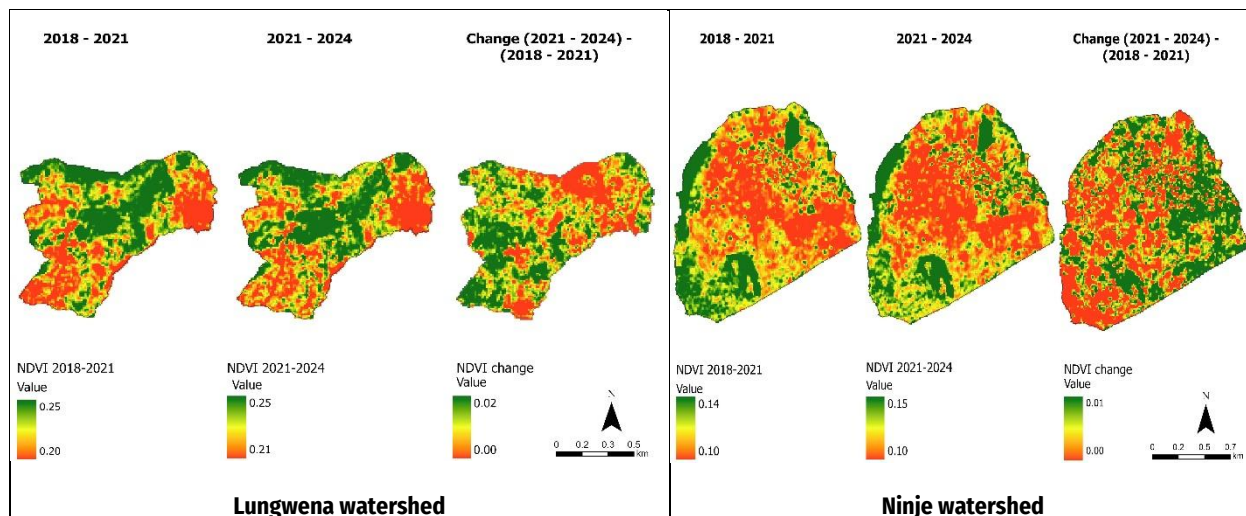 2018 - 2021
2021 - 2024
Change (2021 - 2024) -
(2018 - 2021)
NDVI 2018-2021
Value
0.25
0.20
NDVI 2021-2024
Value
0.25
0.21
NDVI change
Value
0.02
0.00
N
0 0.2 0.3 0.5
km
Lungwena watershed
2018 - 2021
2021 - 2024
Change (2021 - 2024) -
(2018 - 2021)
NDVI 2018-2021
Value
0.14
0.10
NDVI 2021-2024
Value
0.15
0.10
NDVI change
Value
0.01
0.00
N
0 0.2 0.5 0.7
km
Ninje watershed